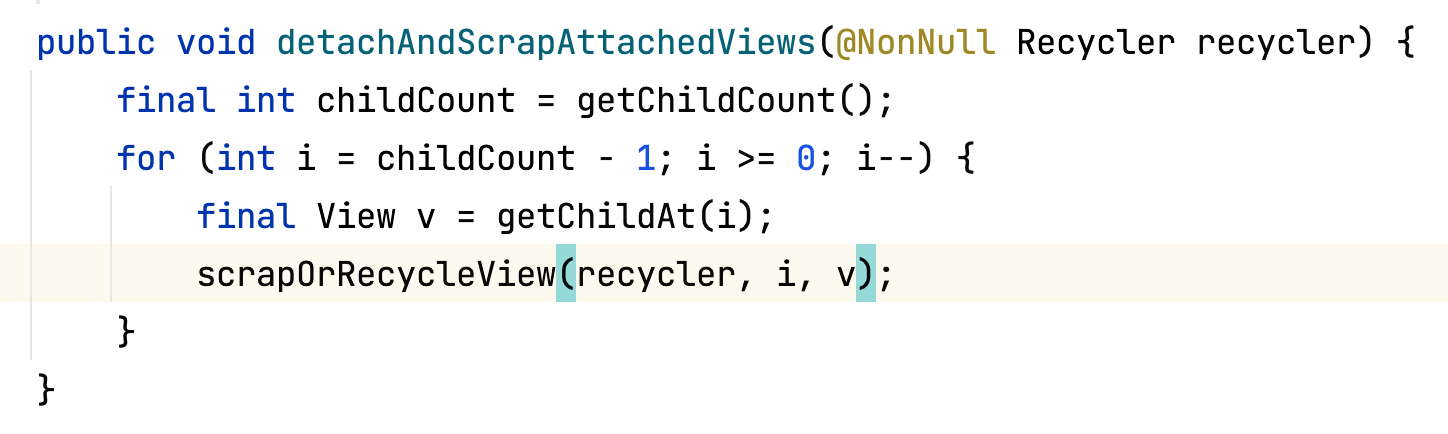 public void detachAndScrapAttachedViews(@NonNull Recycler recycler) {
    final int childCount = getChildCount();
    for (int i = childCount - 1; i >= 0; i--) {
        final View v = getChildAt(i);
        scrapOrRecycleView(recycler, i, v);
    }
}